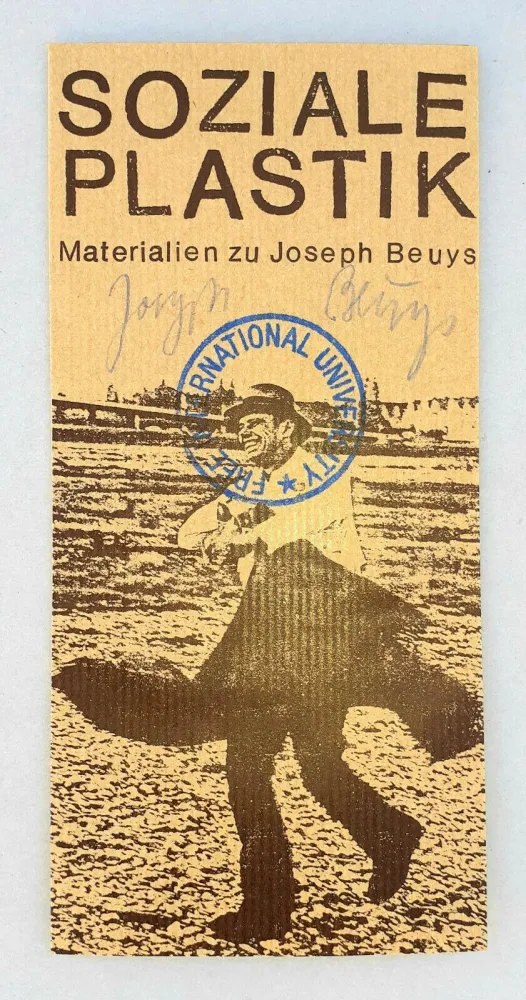 SOZIALE
PLASTIK
Materialien zu Joseph Beuys
Joseph Beuys
FREE INTERNATIONAL UNIVERSITY